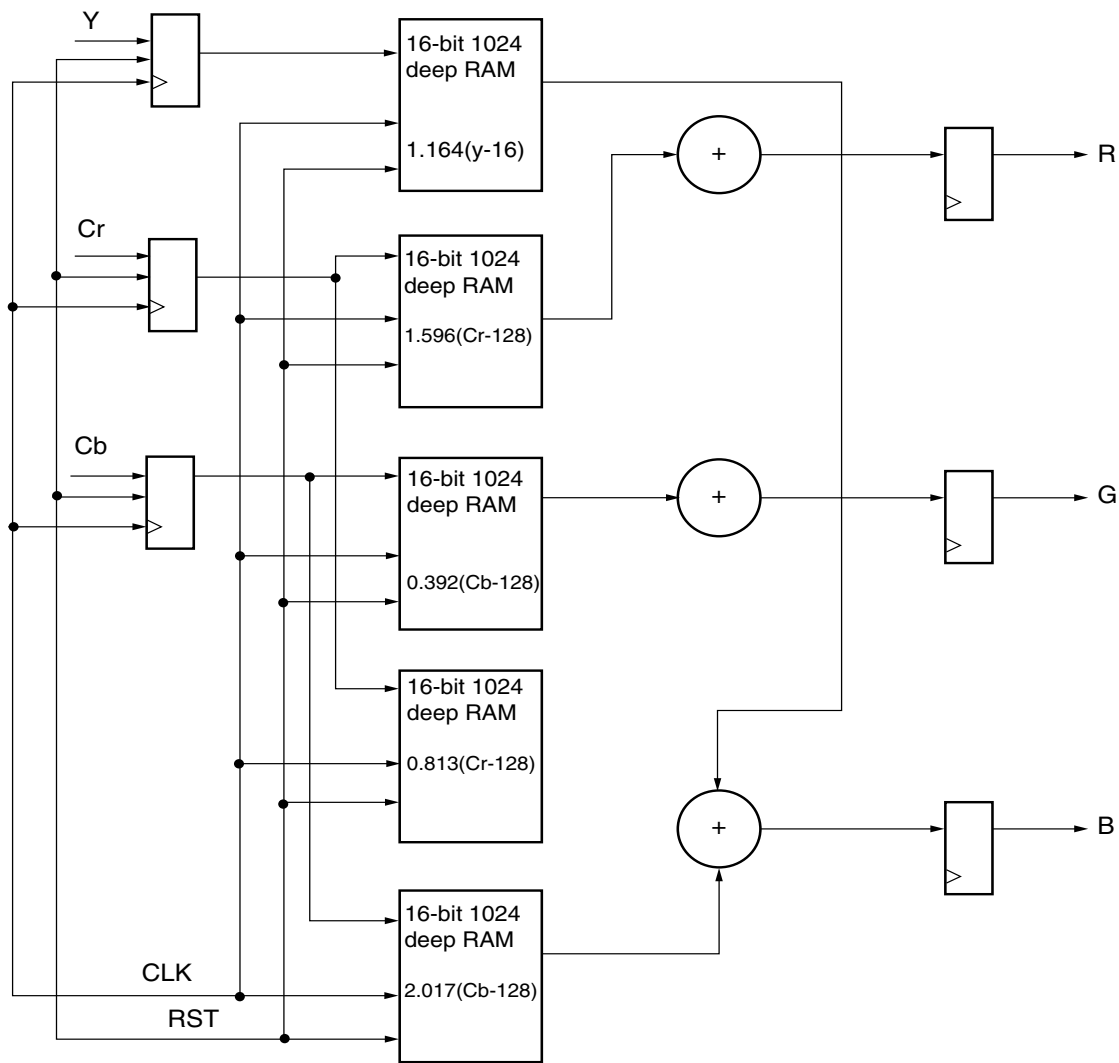 Y
16-bit 1024
deep RAM
1.164(y-16)
+
R
Cr
16-bit 1024
deep RAM
1.596(Cr-128)
Cb
16-bit 1024
deep RAM
0.392(Cb-128)
+
G
16-bit 1024
deep RAM
0.813(Cr-128)
+
B
16-bit 1024
deep RAM
2.017(Cb-128)
CLK
RST